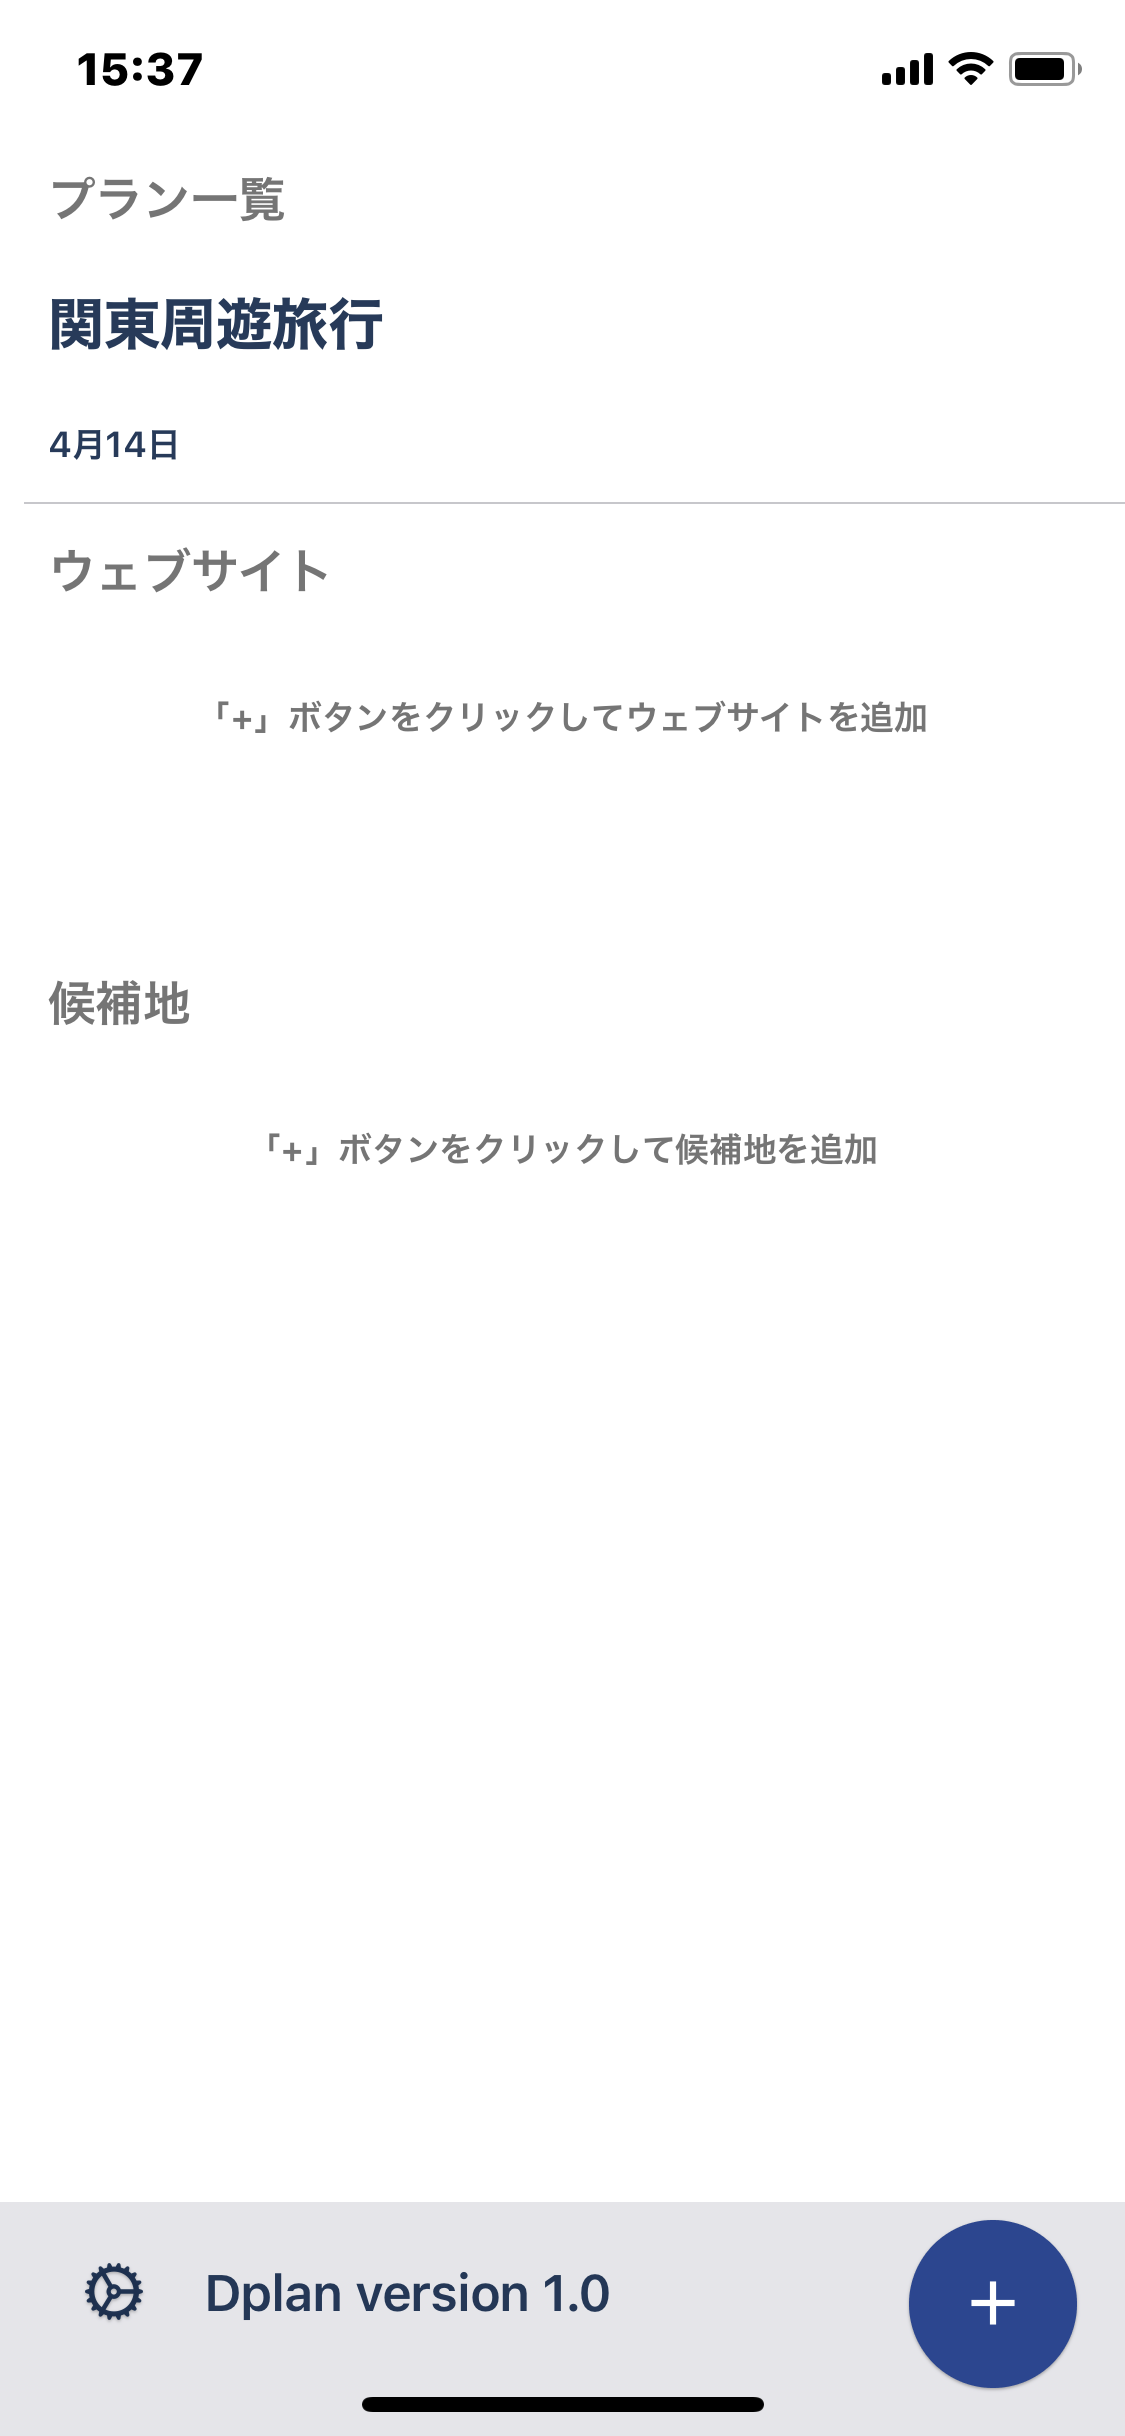 15:37
プラン一覧
関東周遊旅行
4月14日
ウェブサイト
「+」ボタンをクリックしてウェブサイトを追加
候補地
「+」ボタンをクリックして候補地を追加
Dplan version 1.0
+